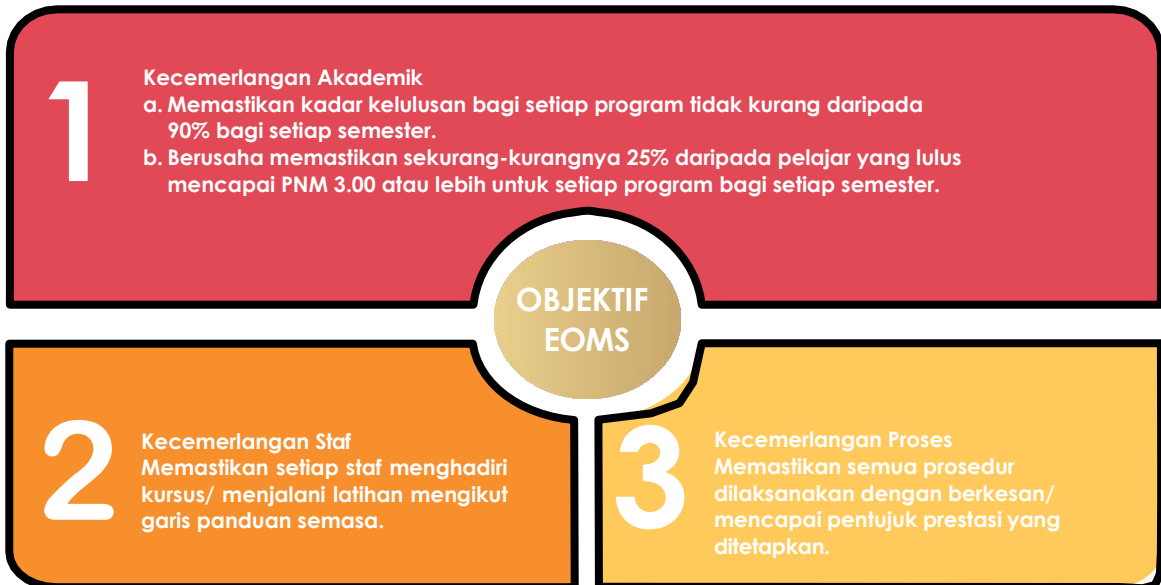 1
Kecemerlangan Akademik
a. Memastikan kadar kelulusan bagi setiap program tidak kurang daripada
90% bagi setiap semester.
b. Berusaha memastikan sekurang-kurangnya 25% daripada pelajar yang lulus
mencapai PNM 3.00 atau lebih untuk setiap program bagi setiap semester.
OBJEKTIF
EOMS
2
Kecemerlangan Staf
Memastikan setiap staf menghadiri
kursus/ menjalani latihan mengikut
garis panduan semasa.
3
Kecemerlangan Proses
Memastikan semua prosedur
dilaksanakan dengan berkesan/
mencapai pentujuk prestasi yang
ditetapkan.